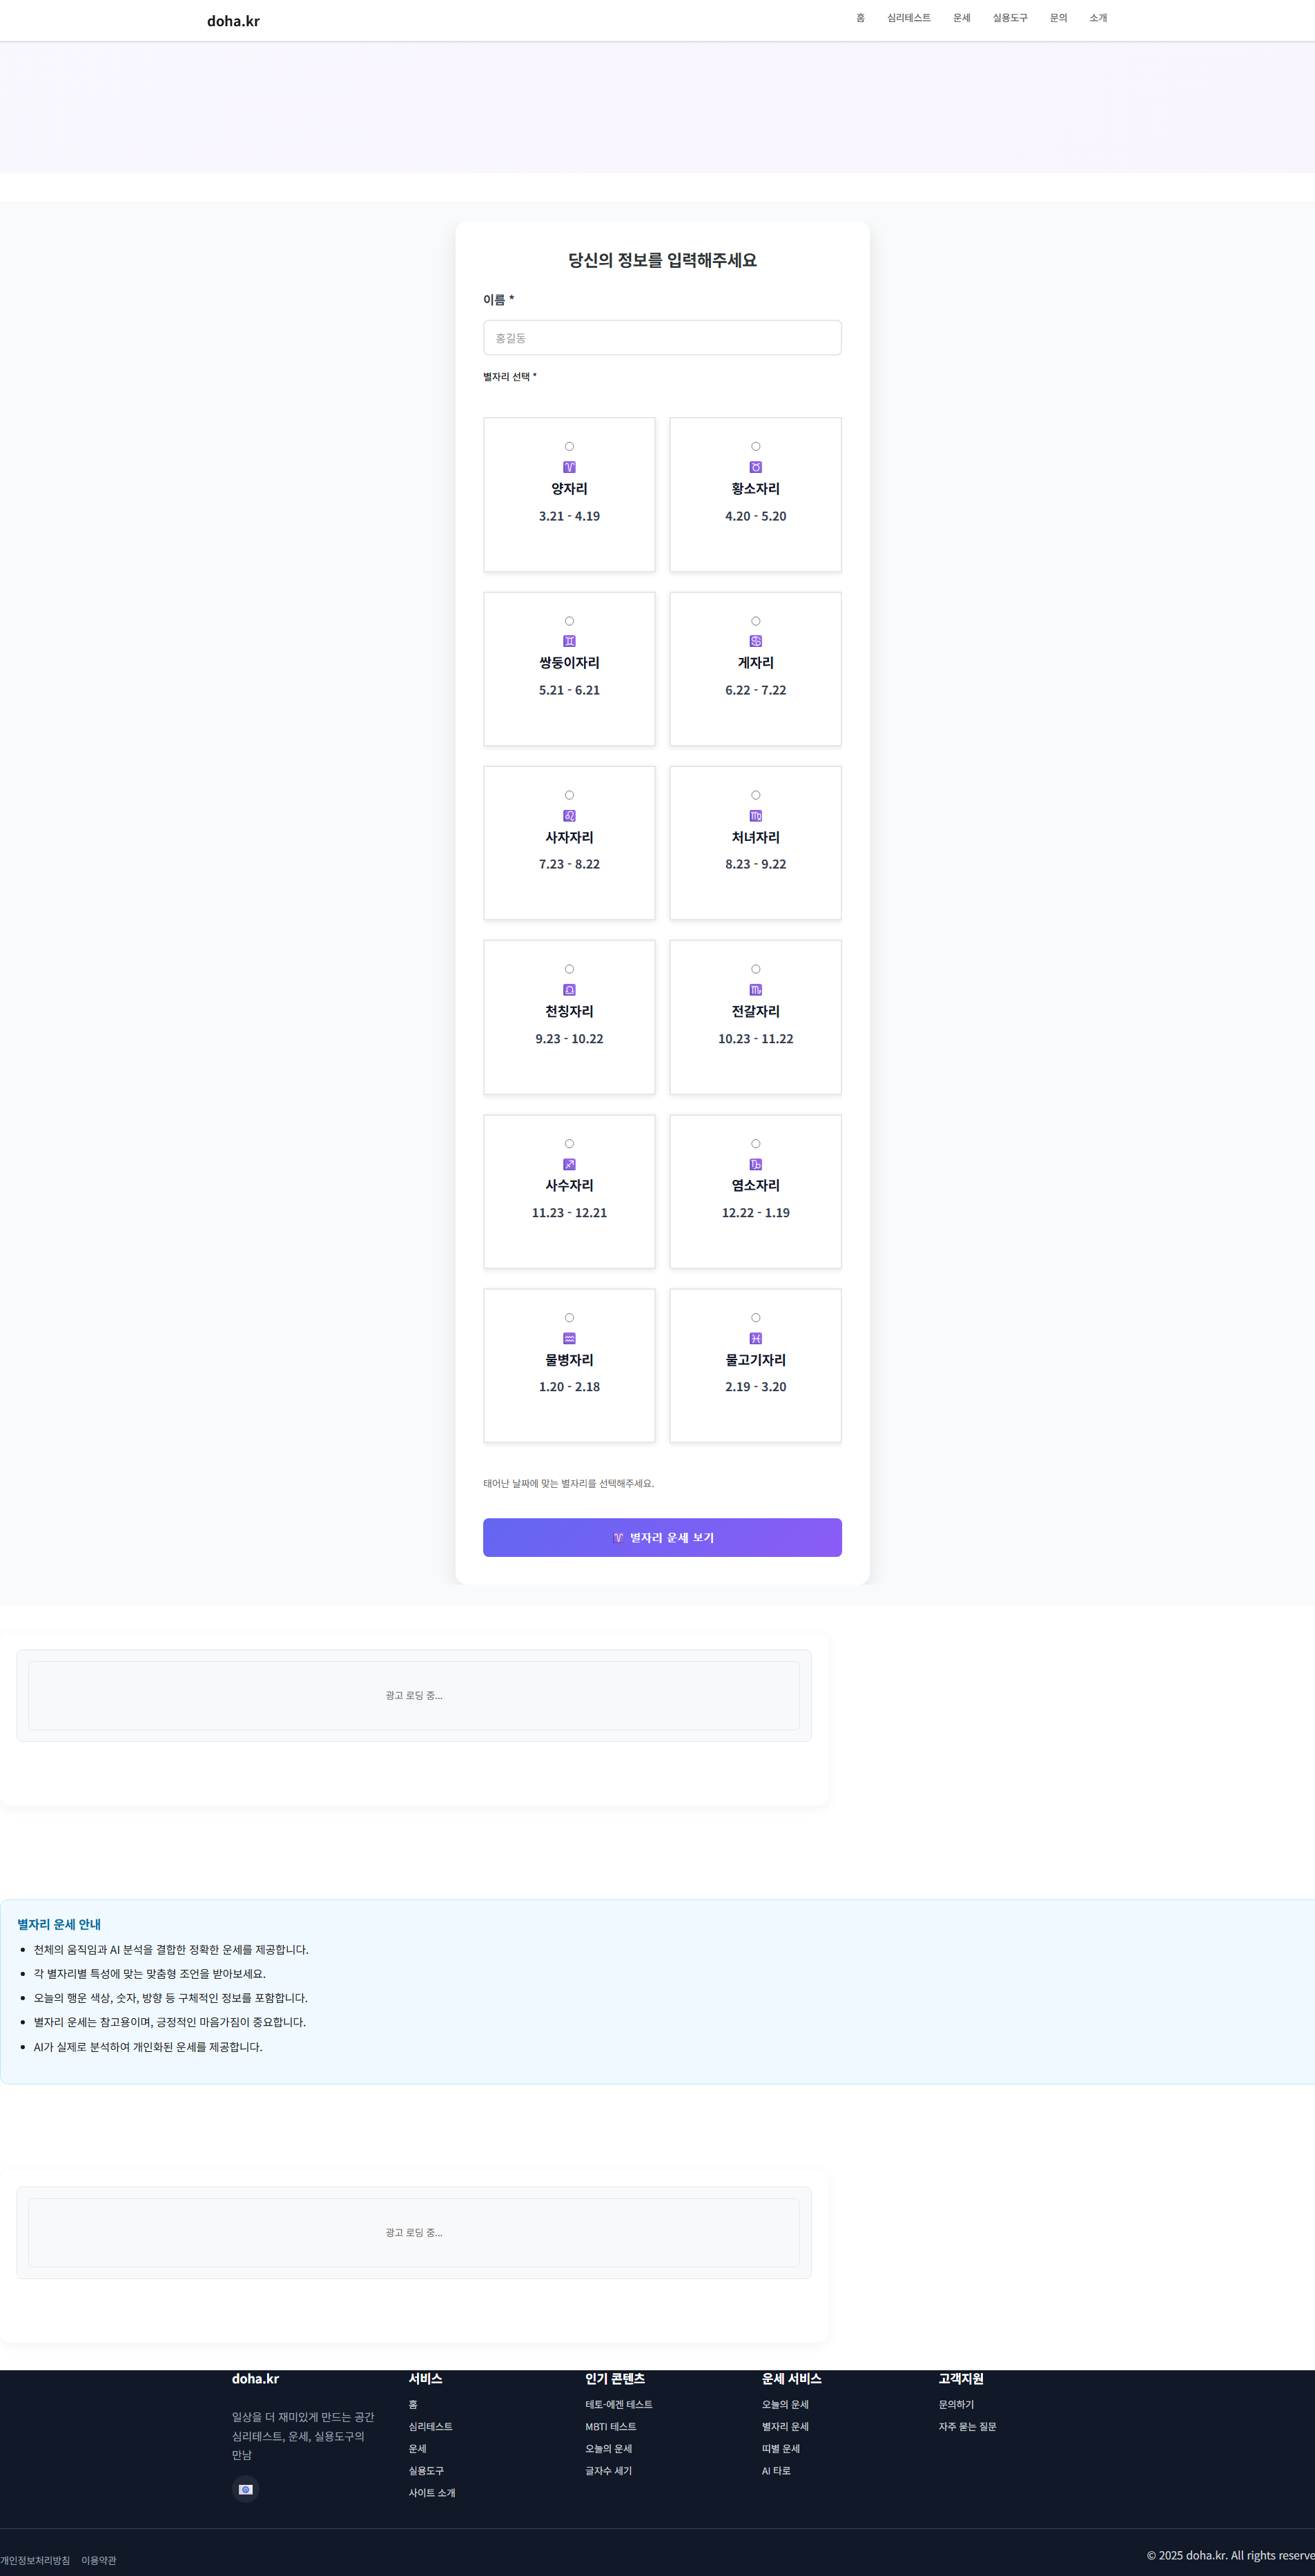 doha.kr
홈 심리테스트 운세 실용도구 문의 소개
당신의 정보를 입력해주세요
이름 *
홍길동
별자리 선택 *
♈ ♉
양자리 황소자리
3.21 - 4.19 4.20 - 5.20
♊ ♋
쌍둥이자리 게자리
5.21 - 6.21 6.22 - 7.22
♌ ♍
사자자리 처녀자리
7.23 - 8.22 8.23 - 9.22
♎ ♏
천칭자리 전갈자리
9.23 - 10.22 10.23 - 11.22
♐ ♑
사수자리 염소자리
11.23 - 12.21 12.22 - 1.19
♒ ♓
물병자리 물고기자리
1.20 - 2.18 2.19 - 3.20
태어난 날짜에 맞는 별자리를 선택해주세요.
♈ 별자리 운세 보기
광고 로딩 중...
별자리 운세 안내
천체의 움직임과 AI 분석을 결합한 정확한 운세를 제공합니다.
각 별자리별 특성에 맞는 맞춤형 조언을 받아보세요.
오늘의 행운 색상, 숫자, 방향 등 구체적인 정보를 포함합니다.
별자리 운세는 참고용이며, 긍정적인 마음가짐이 중요합니다.
AI가 실제로 분석하여 개인화된 운세를 제공합니다.
광고 로딩 중...
doha.kr
일상을 더 재미있게 만드는 공간
심리테스트, 운세, 실용도구의
만남
서비스
홈
심리테스트
운세
실용도구
사이트 소개
인기 콘텐츠
테토-에겐 테스트
MBTI 테스트
오늘의 운세
글자수 세기
운세 서비스
오늘의 운세
별자리 운세
띠별 운세
AI 타로
고객지원
문의하기
자주 묻는 질문
개인정보처리방침 이용약관
© 2025 doha.kr. All rights reserve